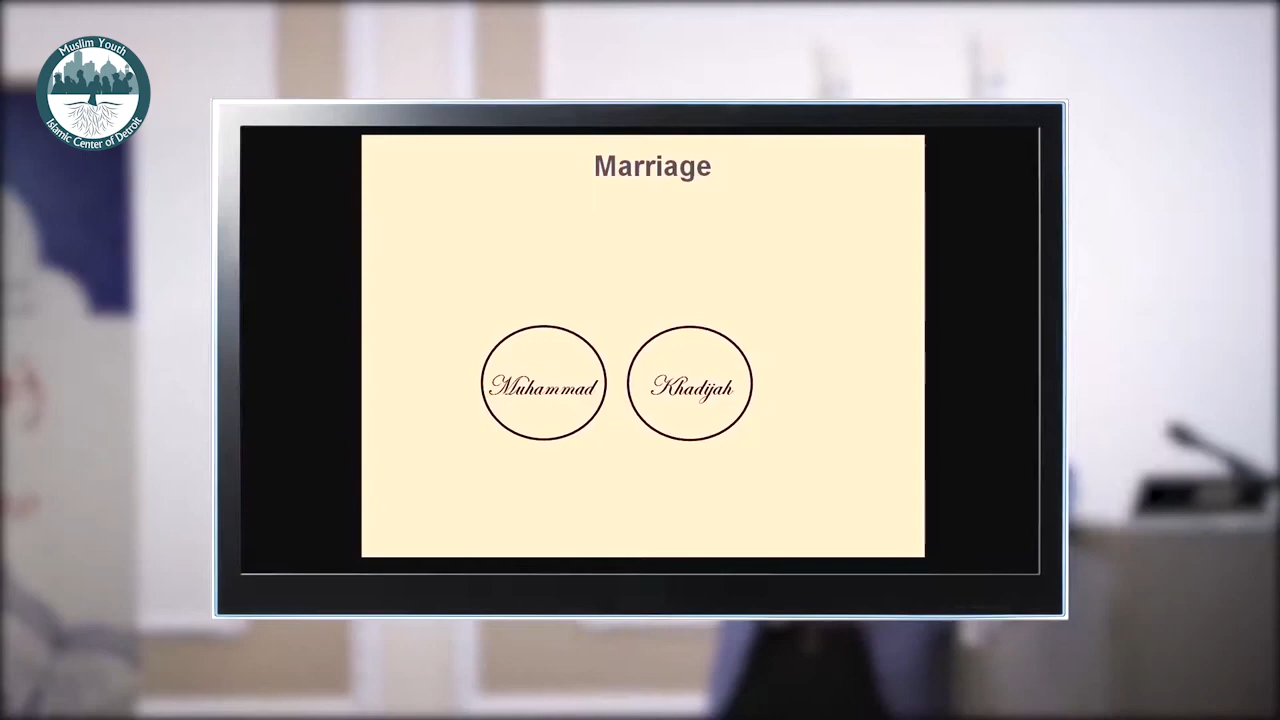 Muslim Youth
Islamic Center of Detroit
Marriage
Muhammad
Khadijah